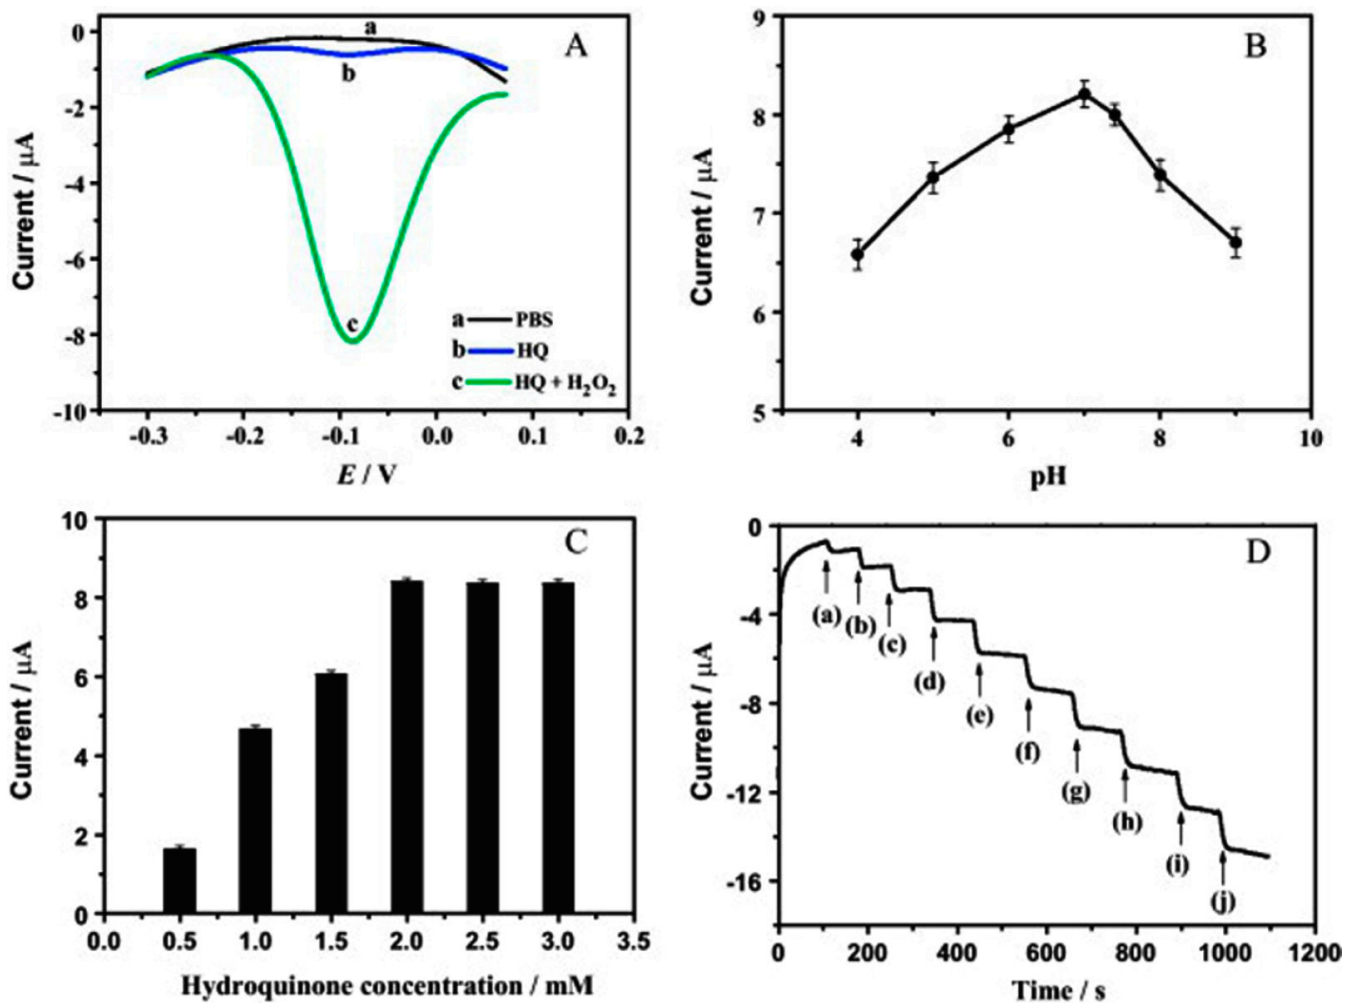 A
a
b
c
0
-2
-4
-6
-8
-10
Current / μA
a PBS
b HQ
c HQ + H₂O₂
-0.3 -0.2 -0.1 0.0 0.1 0.2
E / V
B
9
8
7
6
5
Current / μA
4 6 8 10
pH
C
10
8
6
4
2
0
Current / μA
0.0 0.5 1.0 1.5 2.0 2.5 3.0 3.5
Hydroquinone concentration / mM
D
0
-4
-8
-12
-16
Current / μA
(a)
(b)
(c)
(d)
(e)
(f)
(g)
(h)
(i)
(j)
0 200 400 600 800 1000 1200
Time / s